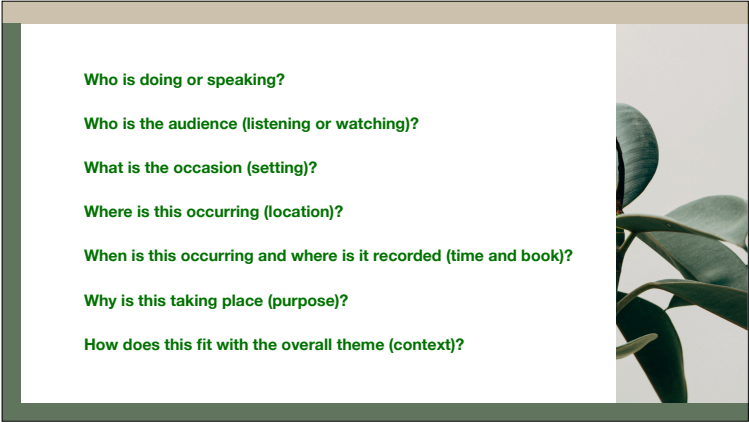 Who is doing or speaking?
Who is the audience (listening or watching)?
What is the occasion (setting)?
Where is this occurring (location)?
When is this occurring and where is it recorded (time and book)?
Why is this taking place (purpose)?
How does this fit with the overall theme (context)?